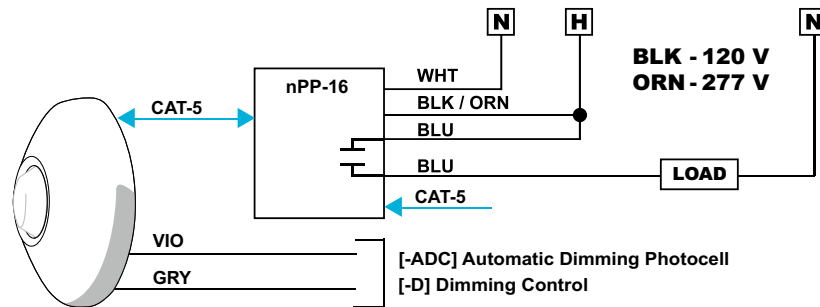 N H N
BLK - 120 V
ORN - 277 V
nPP-16
WHT
CAT-5
BLK / ORN
BLU
BLU
LOAD
CAT-5
VIO
[-ADC] Automatic Dimming Photocell
GRY
[-D] Dimming Control